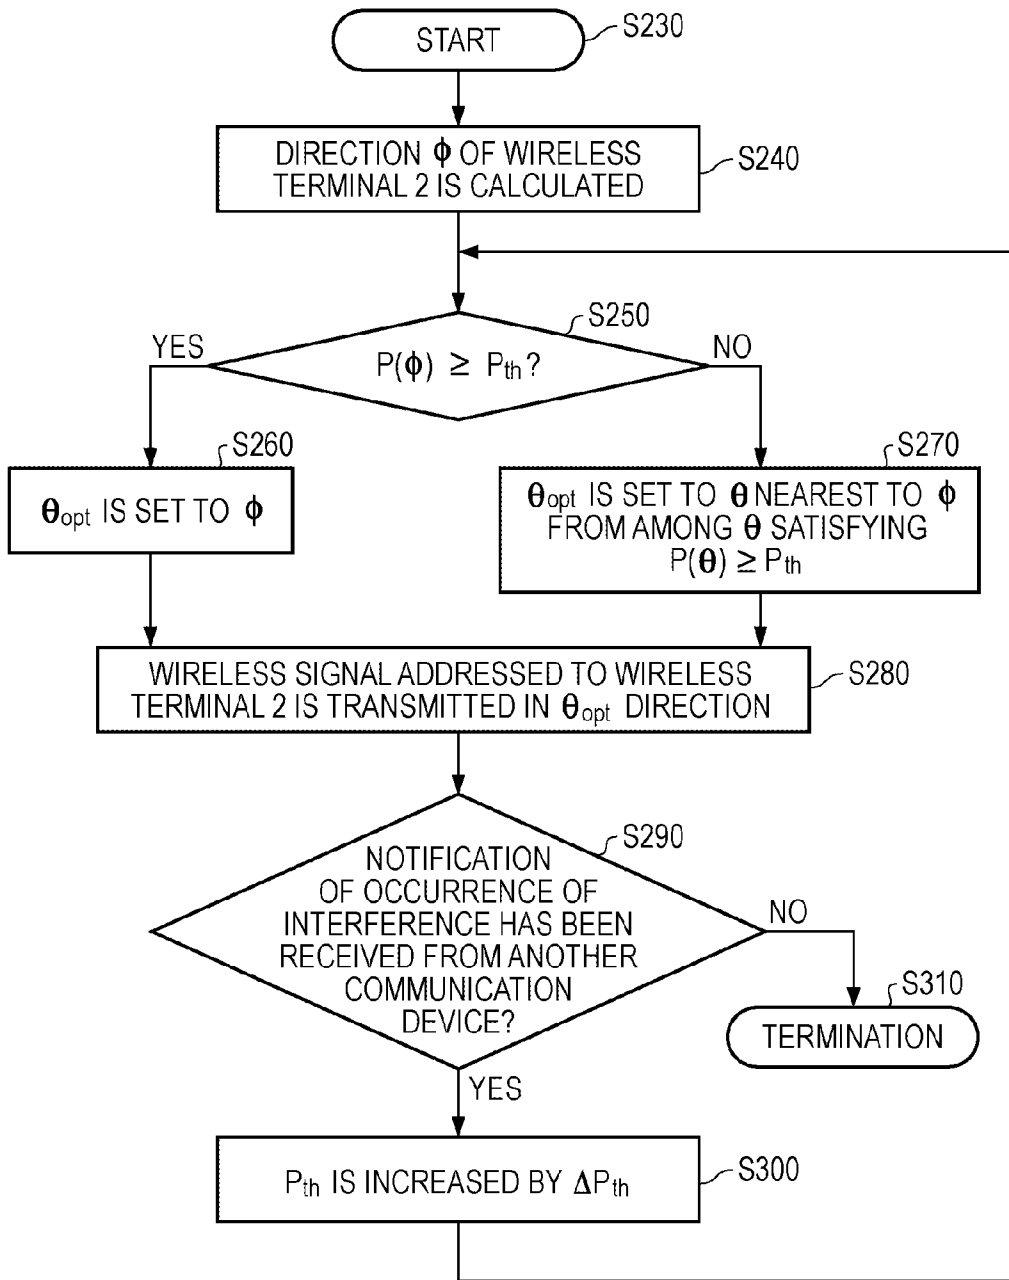 START
S230
DIRECTION ϕ OF WIRELESS
TERMINAL 2 IS CALCULATED
S240
S250
YES
P(ϕ) ≥ Pth?
NO
S260
θopt IS SET TO ϕ
S270
θopt IS SET TO θ NEAREST TO ϕ
FROM AMONG θ SATISFYING
P(θ) ≥ Pth
WIRELESS SIGNAL ADDRESSED TO WIRELESS
TERMINAL 2 IS TRANSMITTED IN θopt DIRECTION
S280
S290
NOTIFICATION
OF OCCURRENCE OF
INTERFERENCE HAS BEEN
RECEIVED FROM ANOTHER
COMMUNICATION
DEVICE?
NO
S310
TERMINATION
YES
Pth IS INCREASED BY ΔPth
S300